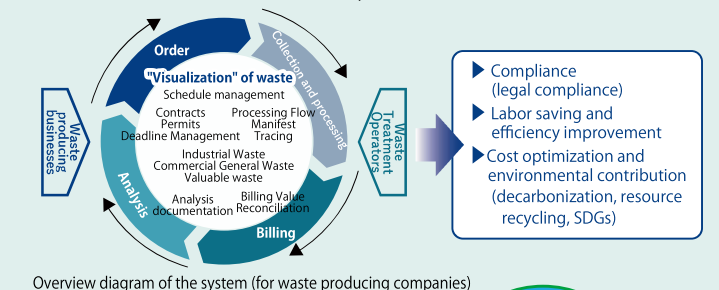 Order
Collection and processing
"Visualization" of waste
Schedule management
Contracts
Permits
Deadline Management
Processing Flow
Manifest
Tracing
Industrial Waste
Commercial General Waste
Valuable waste
Analysis
documentation
Billing Value
Reconciliation
Analysis
Billing
Waste
producing
businesses
Waste
Treatment
Operators
Compliance
(legal compliance)
Labor saving and
efficiency improvement
Cost optimization and
environmental contribution
(decarbonization, resource
recycling, SDGs)
Overview diagram of the system (for waste producing companies)